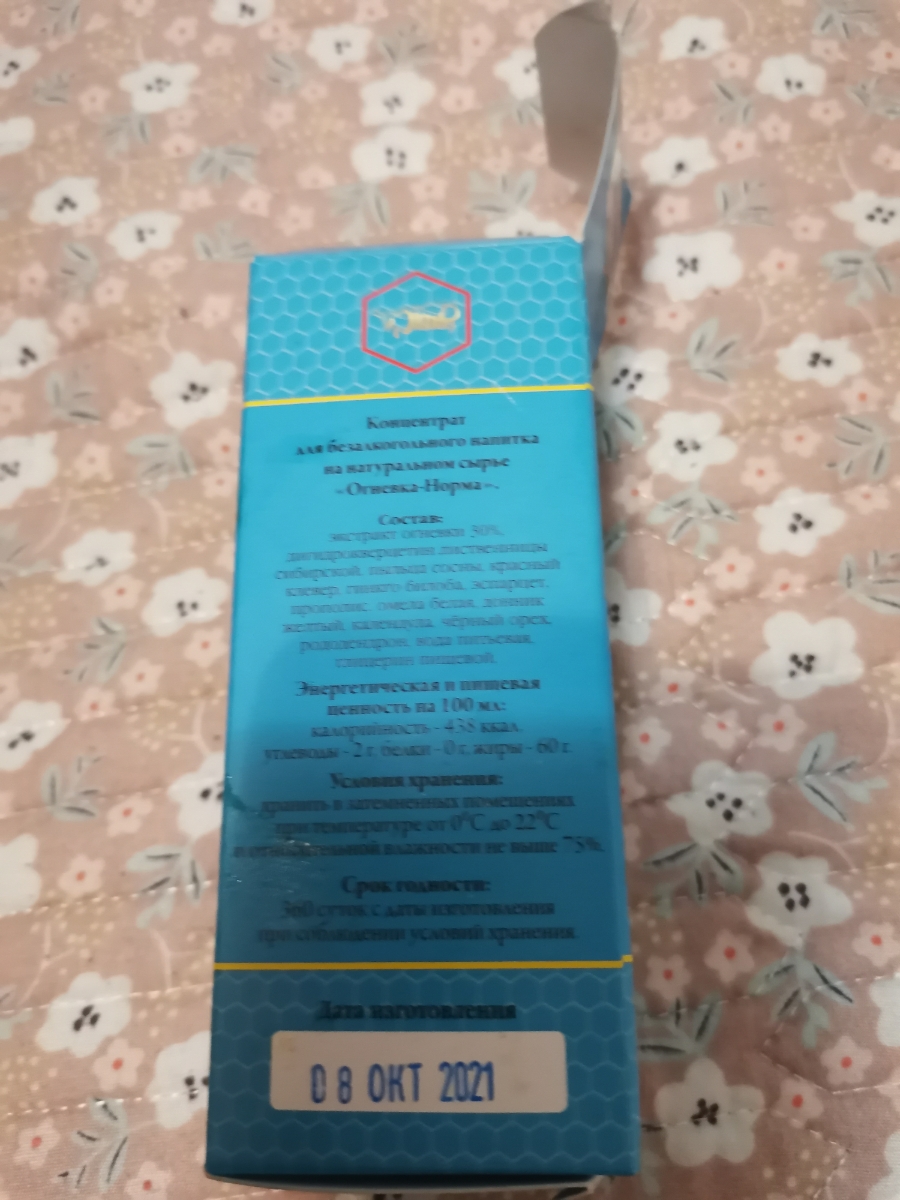 Концентрат
для безалкогольного напитка
на натуральном сырье
«Огневка-Норма».
Состав:
экстракт огневки 30%,
дигидрокверцетин лиственницы
сибирской, пыльца сосны, красный
клевер, гинкго билоба, эспарцет,
прополис, омела белая, донник
желтый, календула, чёрный орех,
рододендрон, вода питьевая,
глицерин пищевой.
Энергетическая и пищевая
ценность на 100 мл:
калорийность - 438 ккал.
углеводы - 2 г. белки - 0 г. жиры - 60 г.
Условия хранения:
хранить в затемненных помещениях
при температуре от 0°С до 22°С
и относительной влажности не выше 75%.
Срок годности:
360 суток с даты изготовления
при соблюдении условий хранения.
Дата изготовления
08 ОКТ 2021